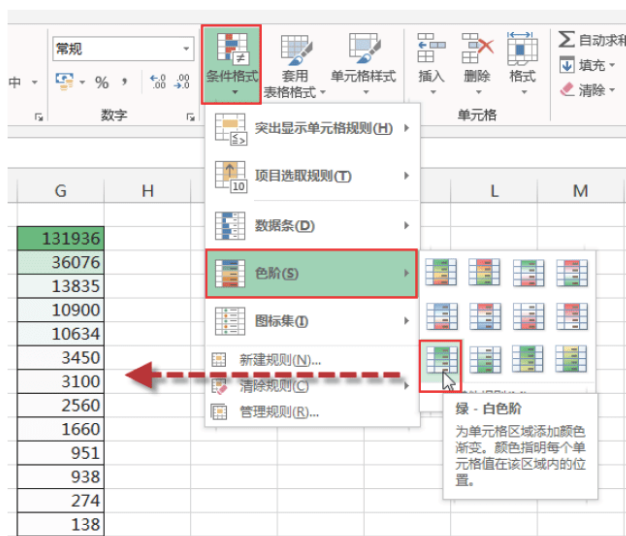 常规
自动求和
填充
清除
中
%
,
条件格式
套用
表格格式
单元格样式
插入
删除
格式
数字
单元格
突出显示单元格规则(H)
项目选取规则(T)
数据条(D)
色阶(S)
图标集(I)
新建规则(N)...
清除规则(C)
管理规则(R)...
绿 - 白色阶
为单元格区域添加颜色
渐变。颜色指明每个单
元格值在该区域内的位
置。
G H L M
131936
36076
13835
10900
10634
3450
3100
2560
1660
951
938
274
138